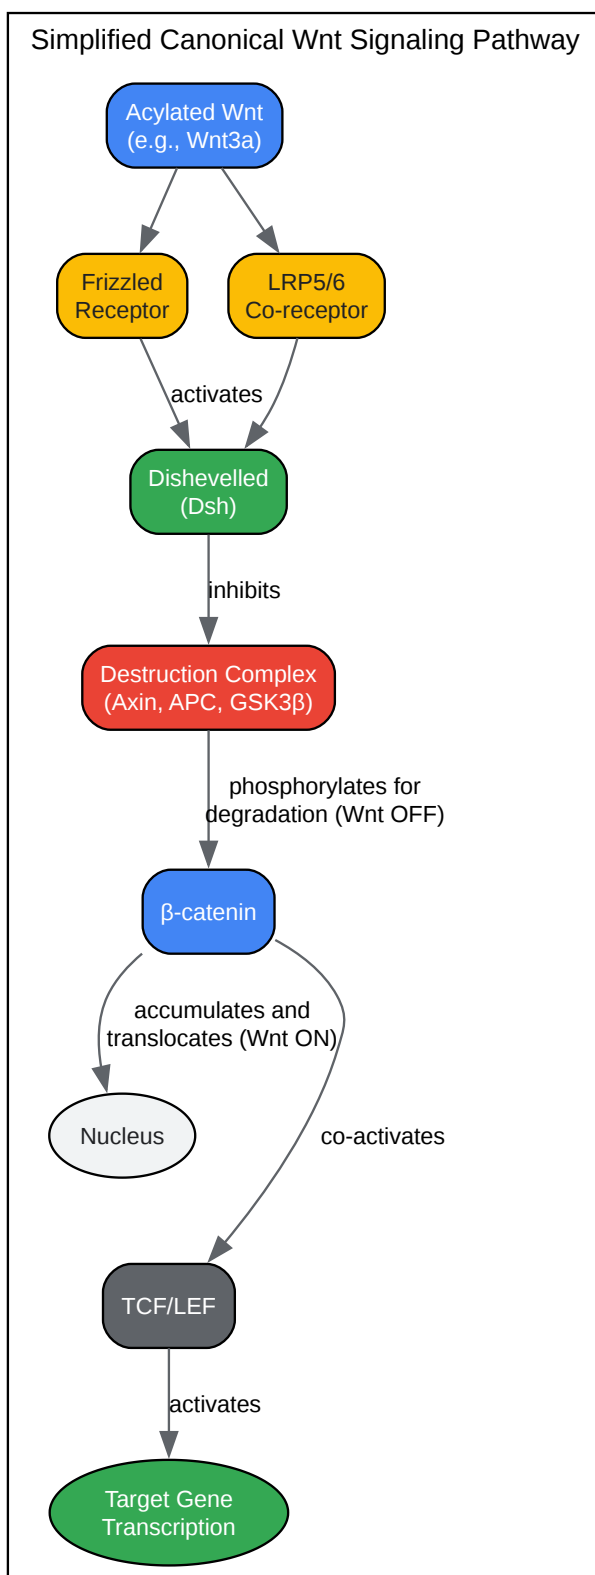 Simplified Canonical Wnt Signaling Pathway
Acylated Wnt
(e.g., Wnt3a)
Frizzled
Receptor
LRP5/6
Co-receptor
activates
Dishevelled
(Dsh)
inhibits
Destruction Complex
(Axin, APC, GSK3β)
phosphorylates for
degradation (Wnt OFF)
β-catenin
accumulates and
translocates (Wnt ON)
Nucleus
co-activates
TCF/LEF
activates
Target Gene
Transcription